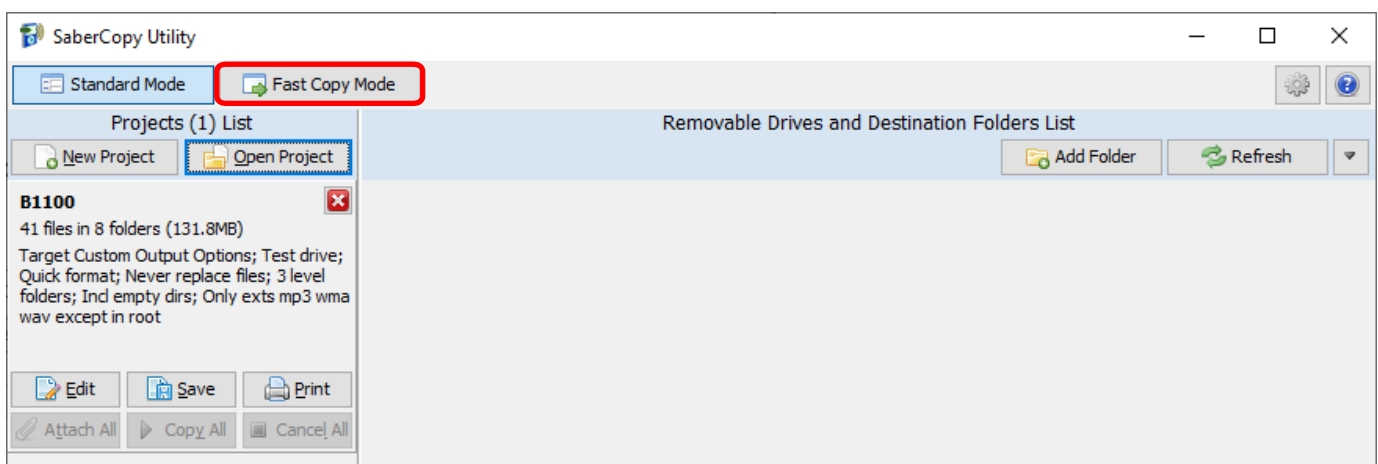 SaberCopy Utility
Standard Mode
Fast Copy Mode
Projects (1) List
Removable Drives and Destination Folders List
New Project
Open Project
Add Folder
Refresh
B1100
41 files in 8 folders (131.8MB)
Target Custom Output Options; Test drive;
Quick format; Never replace files; 3 level
folders; Incl empty dirs; Only exts mp3 wma
wav except in root
Edit
Save
Print
Attach All
Copy All
Cancel All